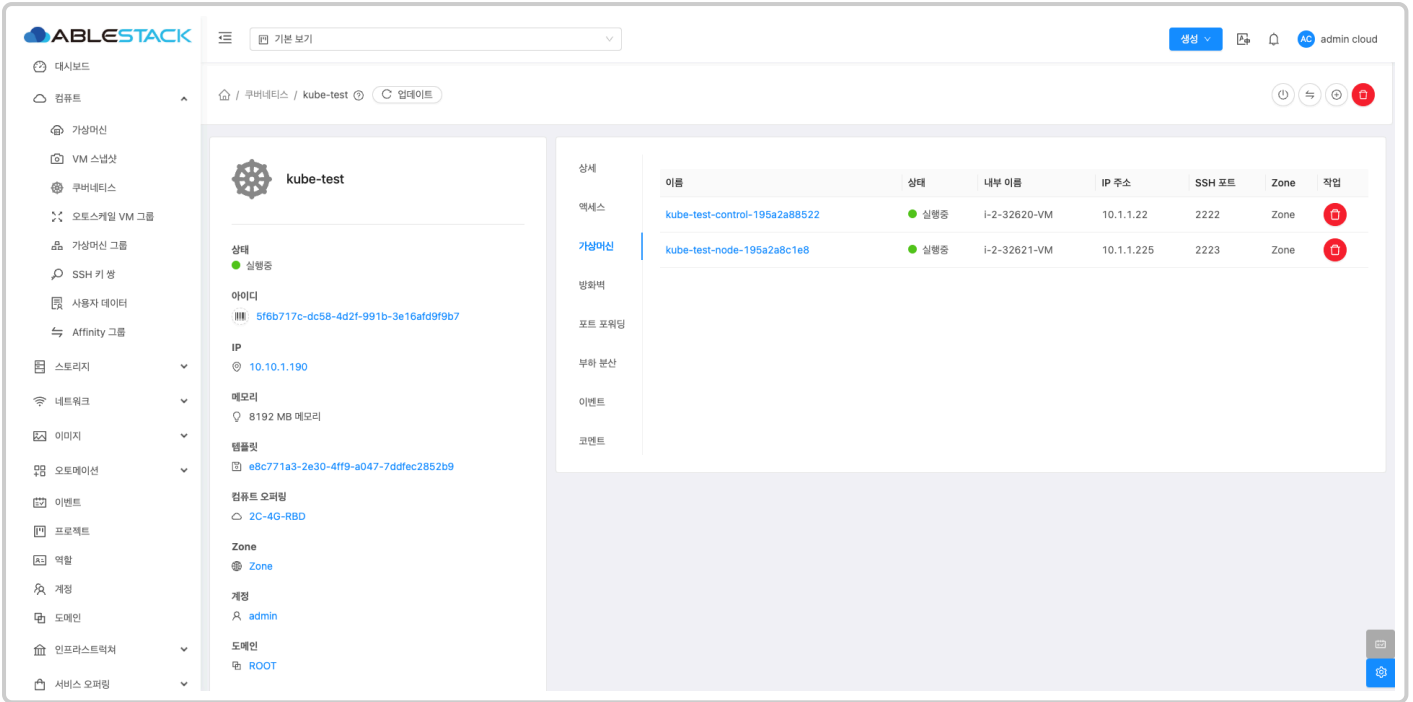 ABLESTACK
기본 보기
생성
AC
admin cloud
대시보드
컴퓨트
가상머신
VM 스냅샷
쿠버네티스
오토스케일 VM 그룹
가상머신 그룹
SSH 키 쌍
사용자 데이터
Affinity 그룹
스토리지
네트워크
이미지
오토메이션
이벤트
프로젝트
역할
계정
도메인
인프라스트럭쳐
서비스 오퍼링
/ 쿠버네티스 / kube-test
업데이트
kube-test
상태
실행중
아이디
5f6b717c-dc58-4d2f-991b-3e16afd9f9b7
IP
10.10.1.190
메모리
8192 MB 메모리
템플릿
e8c771a3-2e30-4ff9-a047-7ddfec2852b9
컴퓨트 오퍼링
2C-4G-RBD
Zone
Zone
계정
admin
도메인
ROOT
상세
액세스
가상머신
방화벽
포트 포워딩
부하 분산
이벤트
코멘트
이름 상태 내부 이름 IP 주소 SSH 포트 Zone 작업
kube-test-control-195a2a88522 실행중 i-2-32620-VM 10.1.1.22 2222 Zone
kube-test-node-195a2a8c1e8 실행중 i-2-32621-VM 10.1.1.225 2223 Zone